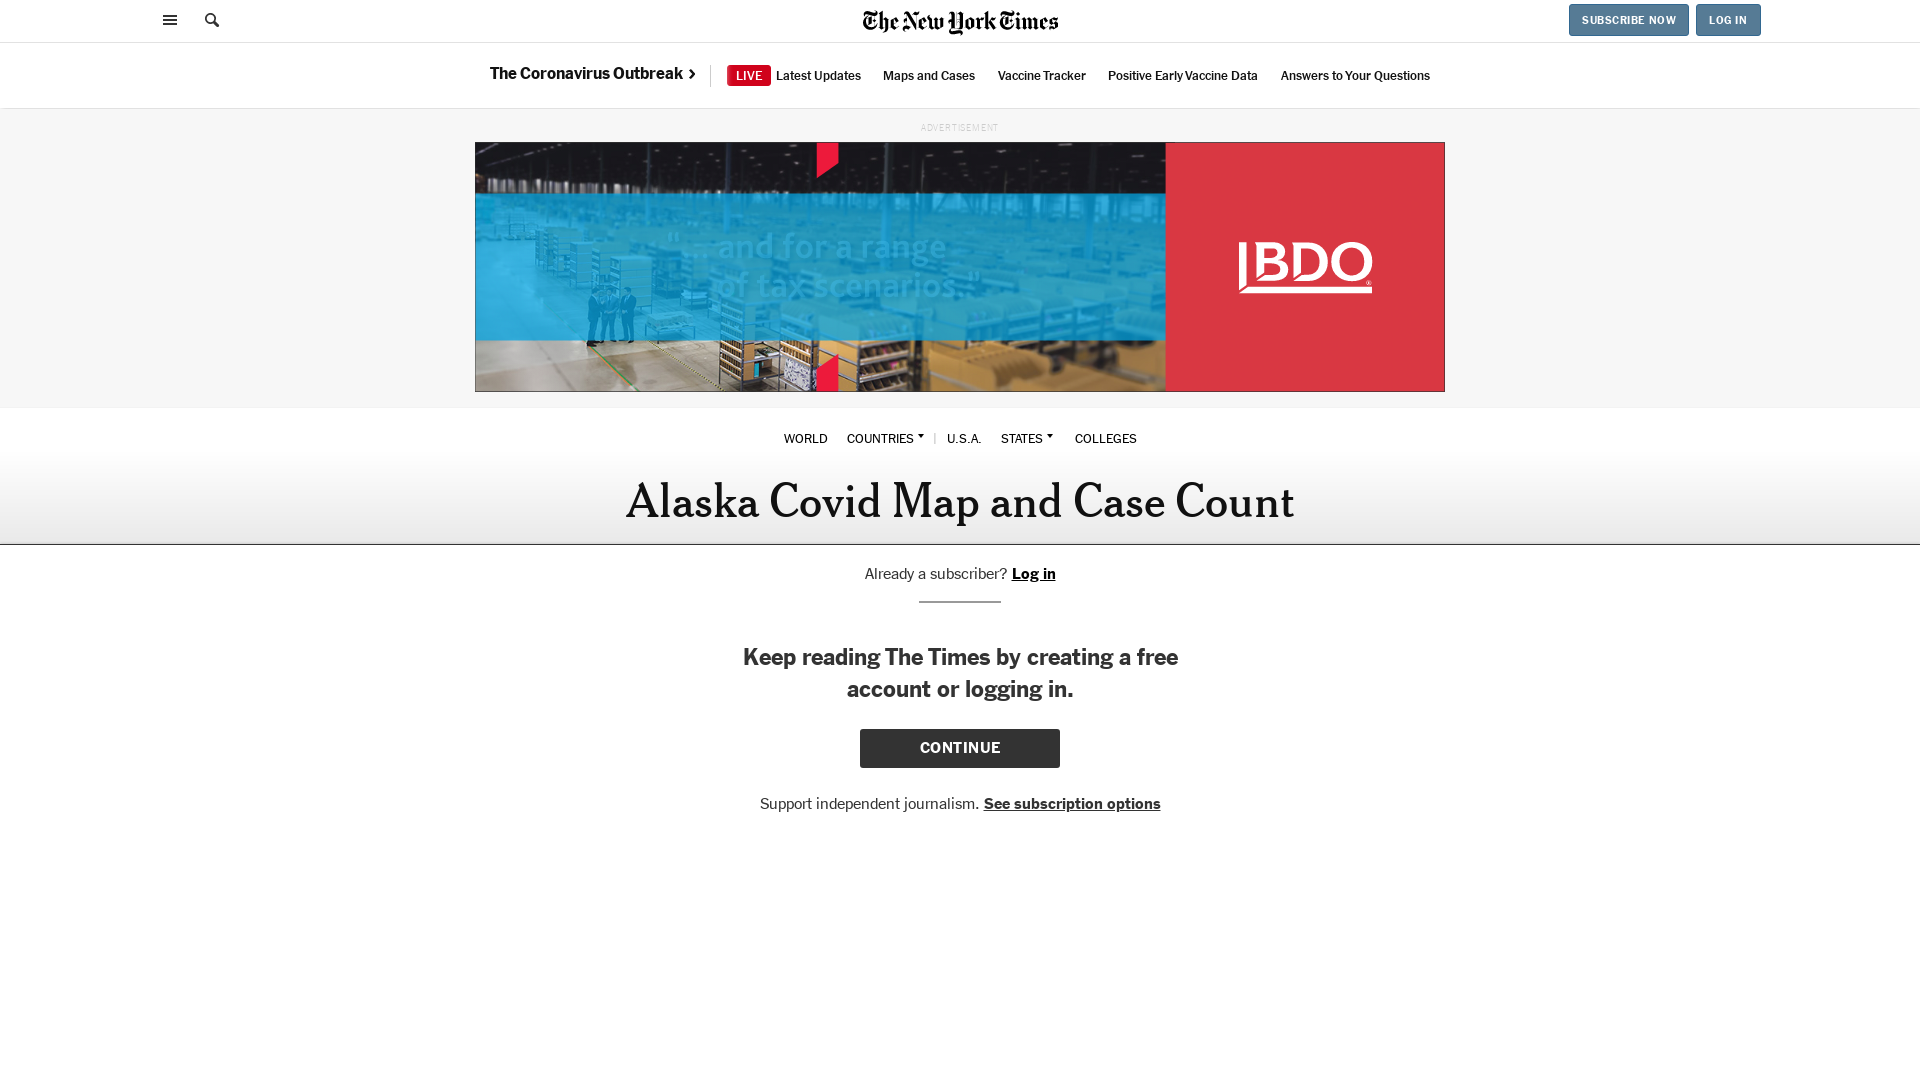 The New York Times
SUBSCRIBE NOW
LOG IN
The Coronavirus Outbreak
LIVE
Latest Updates
Maps and Cases
Vaccine Tracker
Positive Early Vaccine Data
Answers to Your Questions
ADVERTISEMENT
"... and for a range
of tax scenarios."
BDO
WORLD
COUNTRIES
U.S.A.
STATES
COLLEGES
Alaska Covid Map and Case Count
Already a subscriber? Log in
Keep reading The Times by creating a free
account or logging in.
CONTINUE
Support independent journalism. See subscription options